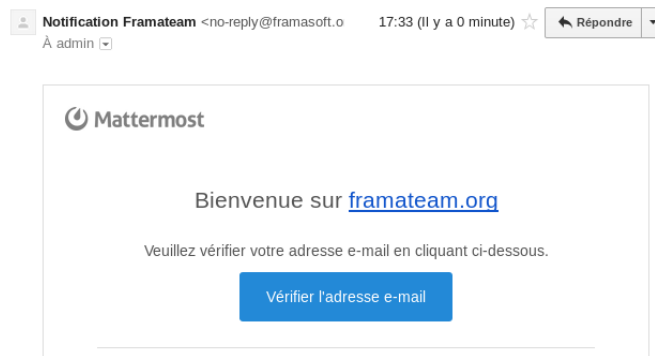 Notification Framateam <no-reply@framasoft.o 17:33 (Il y a 0 minute) Répondre
À admin
Mattermost
Bienvenue sur framateam.org
Veuillez vérifier votre adresse e-mail en cliquant ci-dessous.
Vérifier l'adresse e-mail